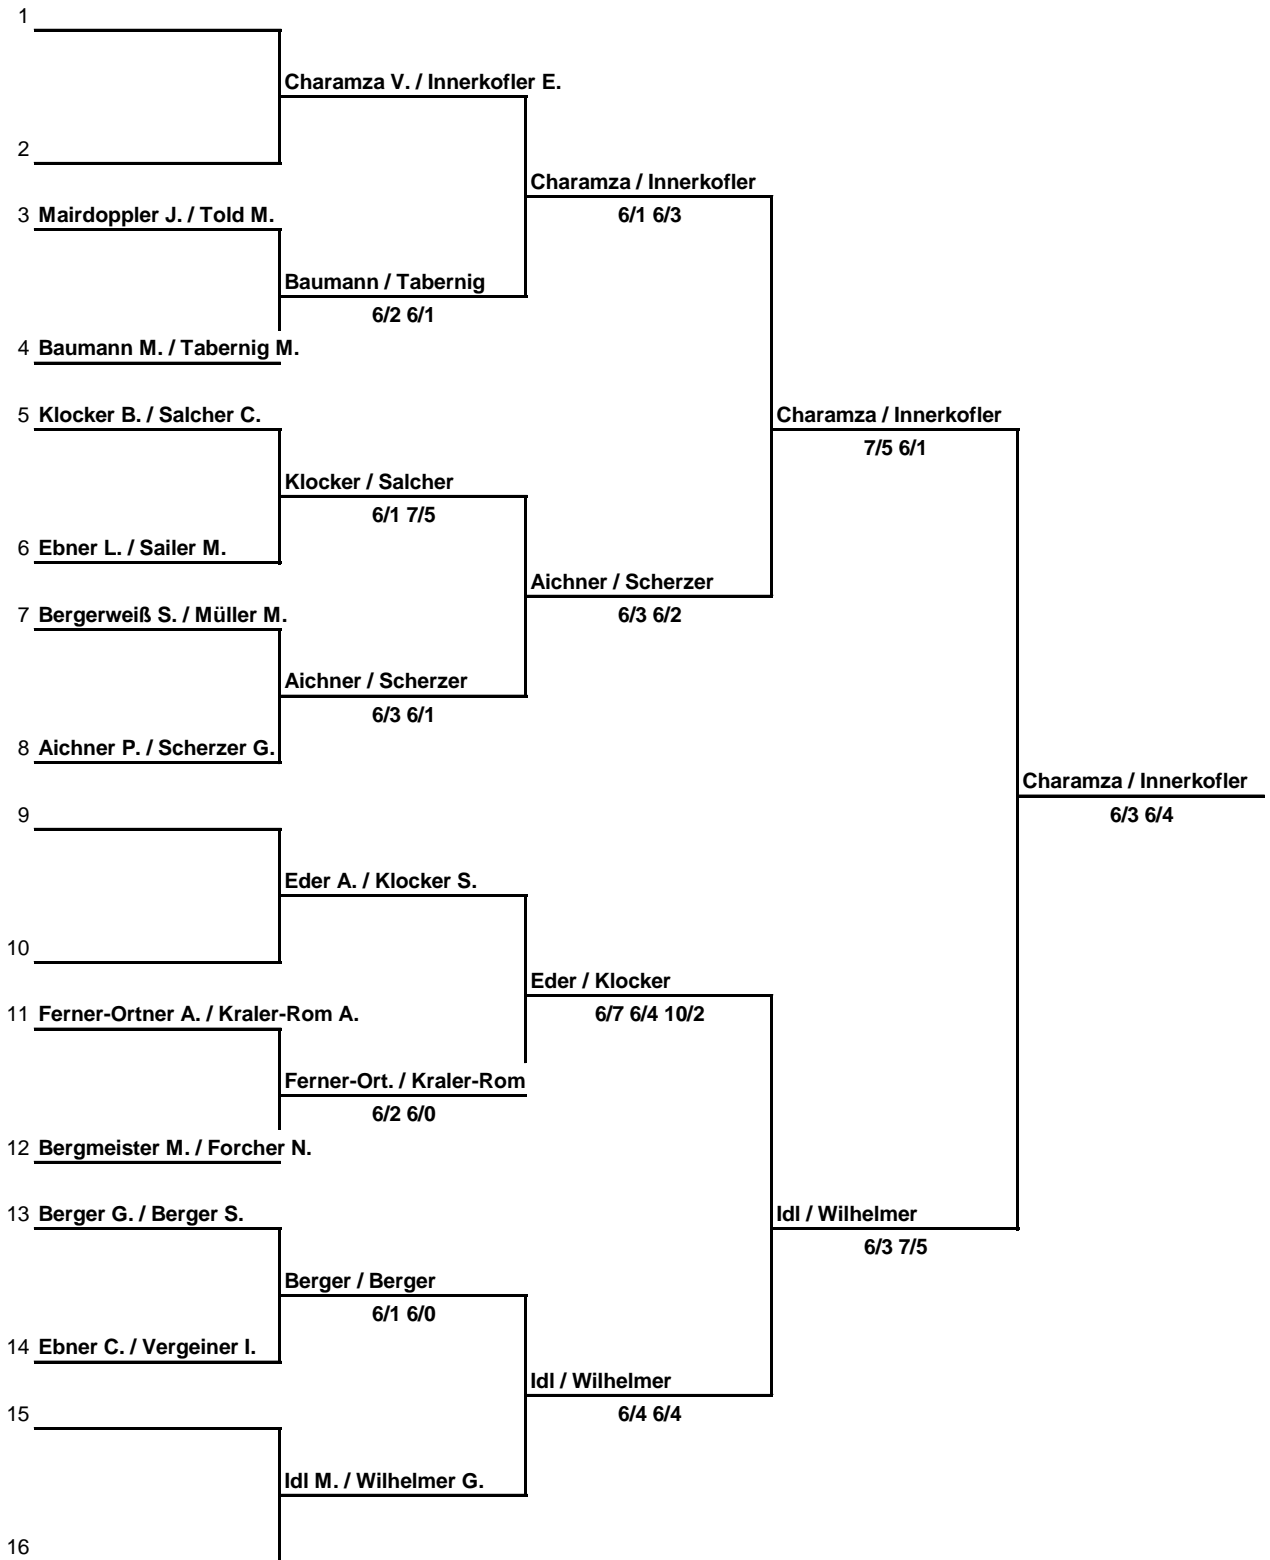 1
Charamza V. / Innerkofler E.
2
Charamza / Innerkofler
3 Mairdoppler J. / Told M.
6/1 6/3
Baumann / Tabernig
6/2 6/1
4 Baumann M. / Tabernig M.
5 Klocker B. / Salcher C.
Charamza / Innerkofler
7/5 6/1
Klocker / Salcher
6/1 7/5
6 Ebner L. / Sailer M.
Aichner / Scherzer
7 Bergerweiß S. / Müller M.
6/3 6/2
Aichner / Scherzer
6/3 6/1
8 Aichner P. / Scherzer G.
Charamza / Innerkofler
9
6/3 6/4
Eder A. / Klocker S.
10
Eder / Klocker
11 Ferner-Ortner A. / Kraler-Rom A.
6/7 6/4 10/2
Ferner-Ort. / Kraler-Rom
6/2 6/0
12 Bergmeister M. / Forcher N.
13 Berger G. / Berger S.
Idl / Wilhelmer
6/3 7/5
Berger / Berger
6/1 6/0
14 Ebner C. / Vergeiner I.
Idl / Wilhelmer
15
6/4 6/4
Idl M. / Wilhelmer G.
16